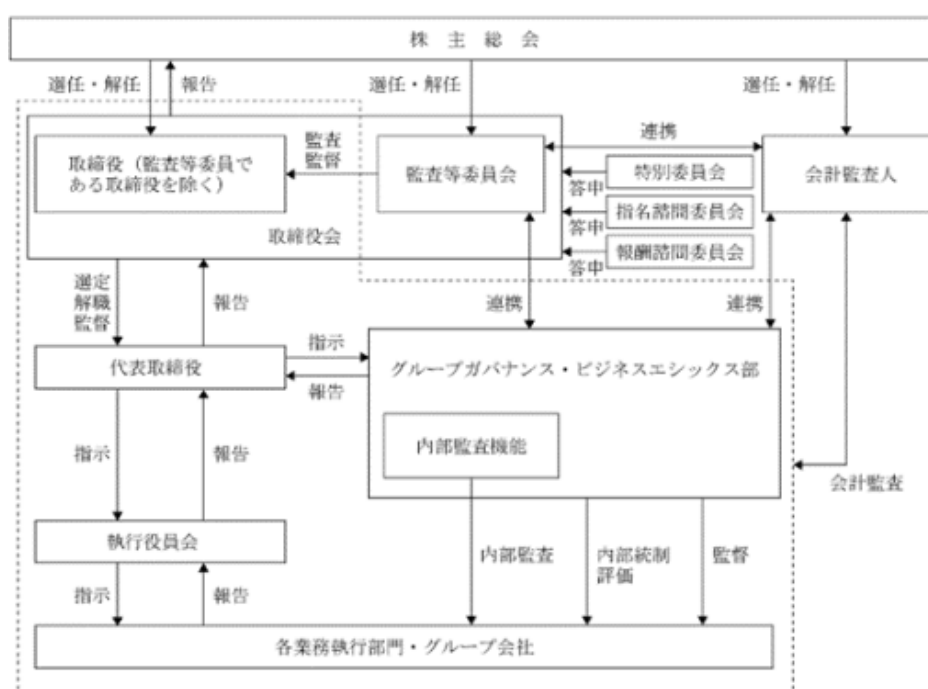 株主総会
選任・解任
報告
選任・解任
選任・解任
取締役（監査等委員で
ある取締役を除く）
監査
監督
監査等委員会
連携
会計監査人
特別委員会
答申
指名諮問委員会
答申
報酬諮問委員会
答申
取締役会
選定
解職
監督
報告
連携
連携
代表取締役
指示
報告
グループガバナンス・ビジネスエシックス部
内部監査機能
指示
報告
会計監査
執行役員会
内部監査
内部統制
評価
監督
指示
報告
各業務執行部門・グループ会社